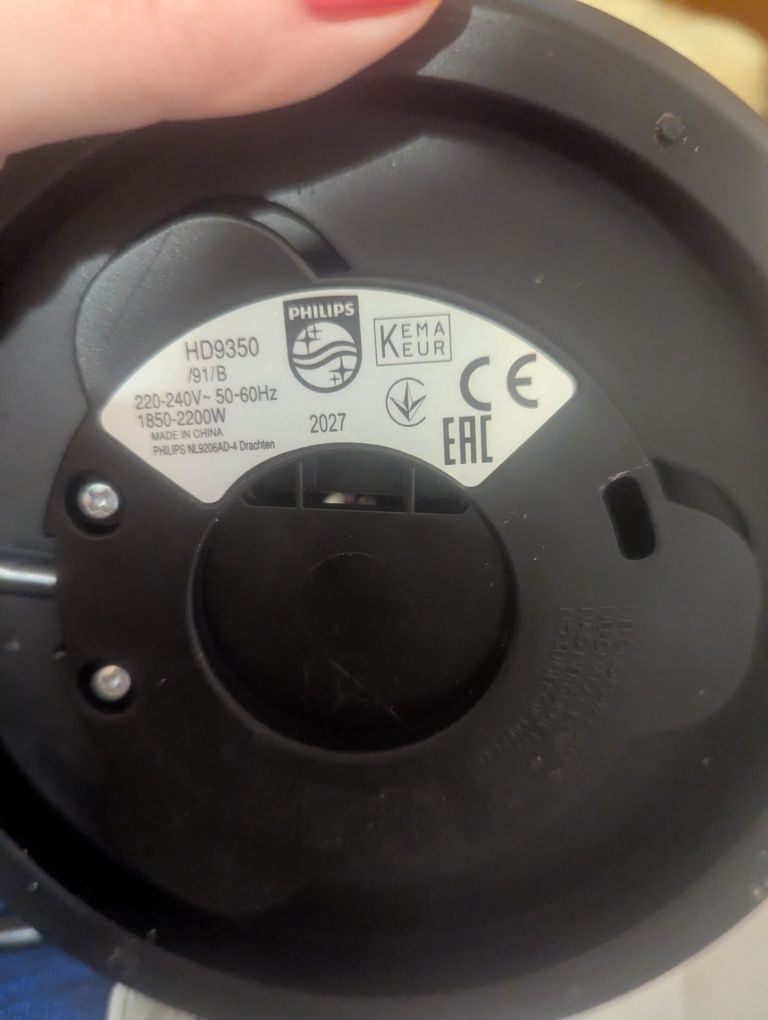 PHILIPS
KEMA
KEUR
HD9350
/91/B
220-240V~ 50-60Hz
1850-2200W
MADE IN CHINA
PHILIPS NL9206AD-4 Drachten
2027
CE
EAC